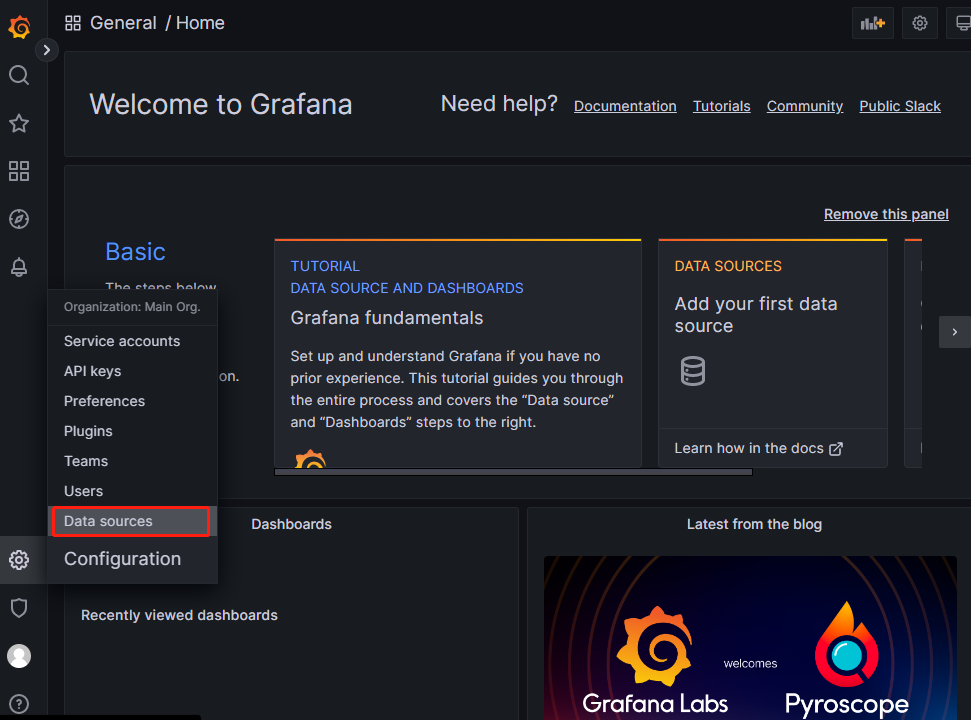 General / Home
Welcome to Grafana
Need help?
Documentation
Tutorials
Community
Public Slack
Remove this panel
Basic
The steps below
on.
TUTORIAL
DATA SOURCE AND DASHBOARDS
Grafana fundamentals
Set up and understand Grafana if you have no
prior experience. This tutorial guides you through
the entire process and covers the “Data source”
and “Dashboards” steps to the right.
DATA SOURCES
Add your first data
source
Learn how in the docs
Organization: Main Org.
Service accounts
API keys
Preferences
Plugins
Teams
Users
Data sources
Configuration
Dashboards
Recently viewed dashboards
Latest from the blog
Grafana Labs
welcomes
Pyroscope